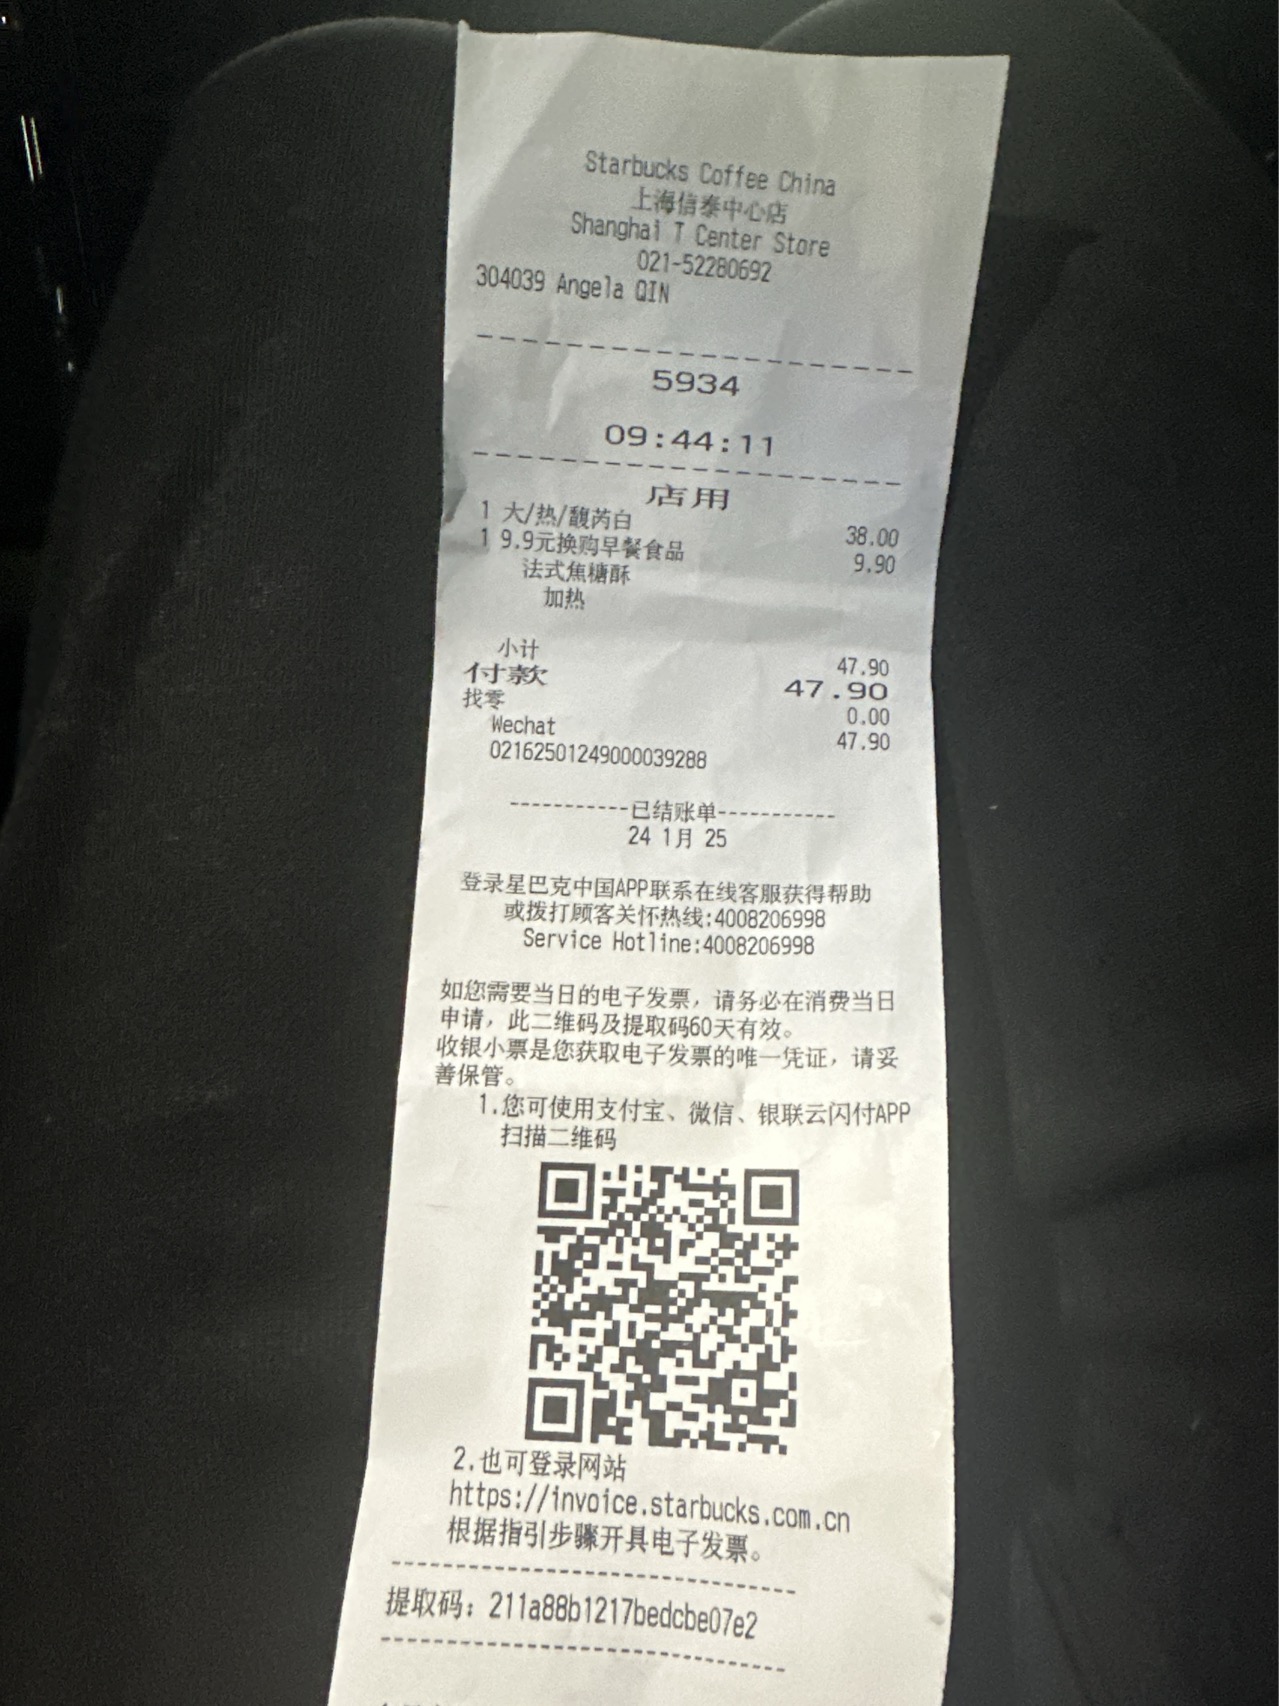 Starbucks Coffee China
上海信泰中心店
Shanghai T Center Store
021-52280692
304039 Angela QIN
5934
09:44:11
店用
1 大/热/馥芮白 38.00
1 9.9元换购早餐食品 9.90
法式焦糖酥
加热
小计 47.90
付款 47.90
找零 0.00
Wechat 47.90
02162501249000039288
-----------已结账单-----------
24 1月 25
登录星巴克中国APP联系在线客服获得帮助
或拨打顾客关怀热线:4008206998
Service Hotline:4008206998
如您需要当日的电子发票，请务必在消费当日
申请，此二维码及提取码60天有效。
收银小票是您获取电子发票的唯一凭证，请妥
善保管。
1.您可使用支付宝、微信、银联云闪付APP
扫描二维码
2.也可登录网站
https://invoice.starbucks.com.cn
根据指引步骤开具电子发票。
提取码：211a88b1217bedcbe07e2